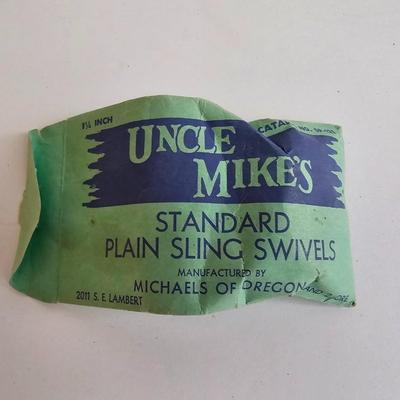 1¼ INCH
UNCLE
MIKE'S
STANDARD
PLAIN SLING SWIVELS
MANUFACTURED BY
MICHAELS OF OREGON
2011 S. E. LAMBERT